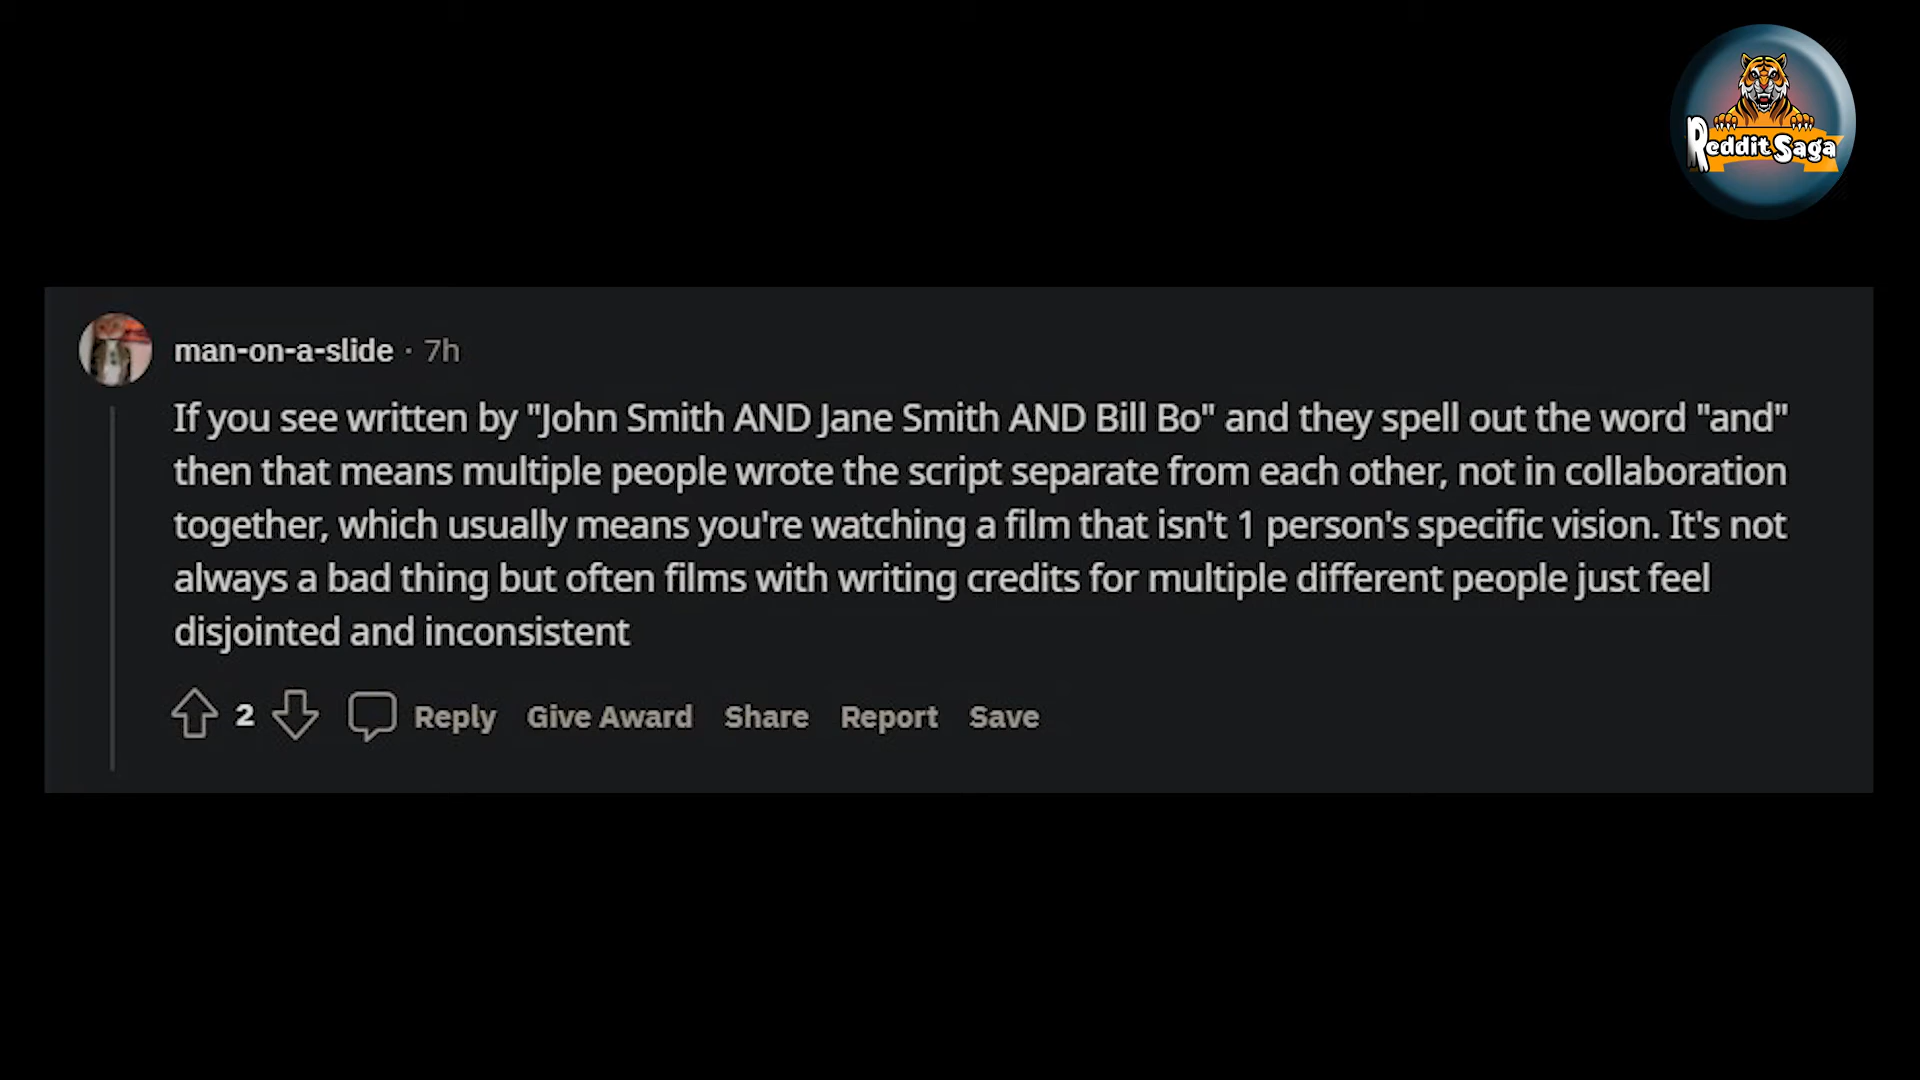 Reddit Saga
man-on-a-slide · 7h
If you see written by "John Smith AND Jane Smith AND Bill Bo" and they spell out the word "and"
then that means multiple people wrote the script separate from each other, not in collaboration
together, which usually means you're watching a film that isn't 1 person's specific vision. It's not
always a bad thing but often films with writing credits for multiple different people just feel
disjointed and inconsistent
2 Reply Give Award Share Report Save